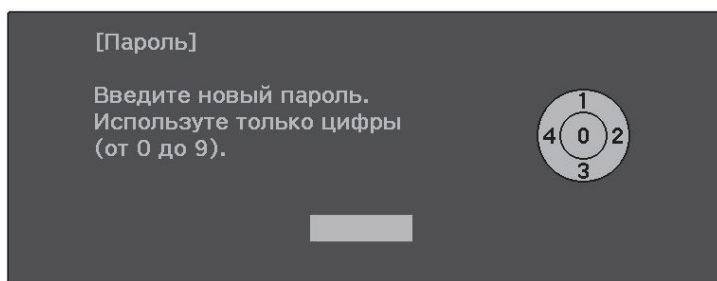 [Пароль]
Введите новый пароль.
Используте только цифры
(от 0 до 9).
1
4 0 2
3